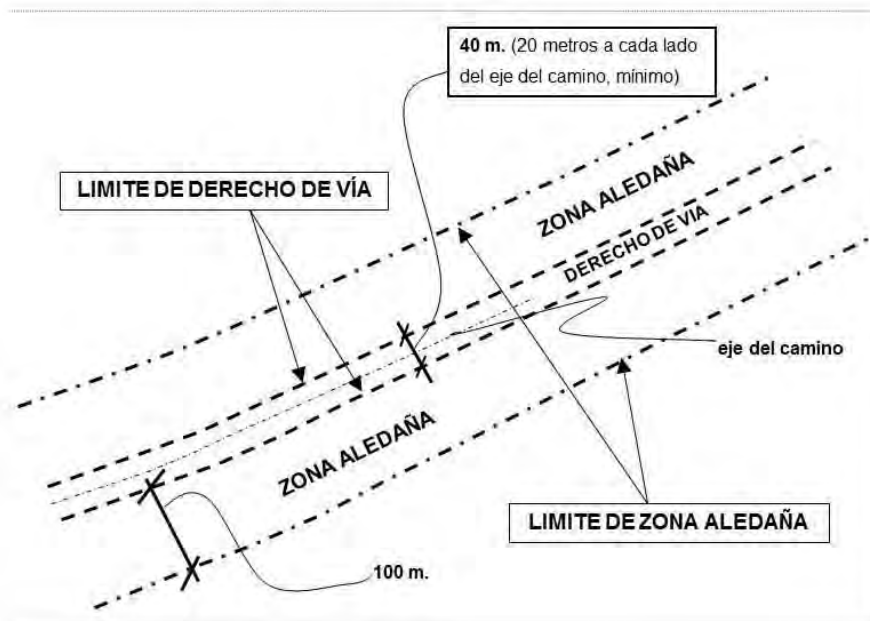 40 m. (20 metros a cada lado
del eje del camino, mínimo)
LIMITE DE DERECHO DE VÍA
ZONA ALEDAÑA
DERECHO DE VIA
eje del camino
ZONA ALEDAÑA
LIMITE DE ZONA ALEDAÑA
100 m.